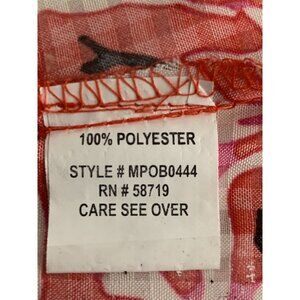 100% POLYESTER
STYLE # MPOB0444
RN # 58719
CARE SEE OVER